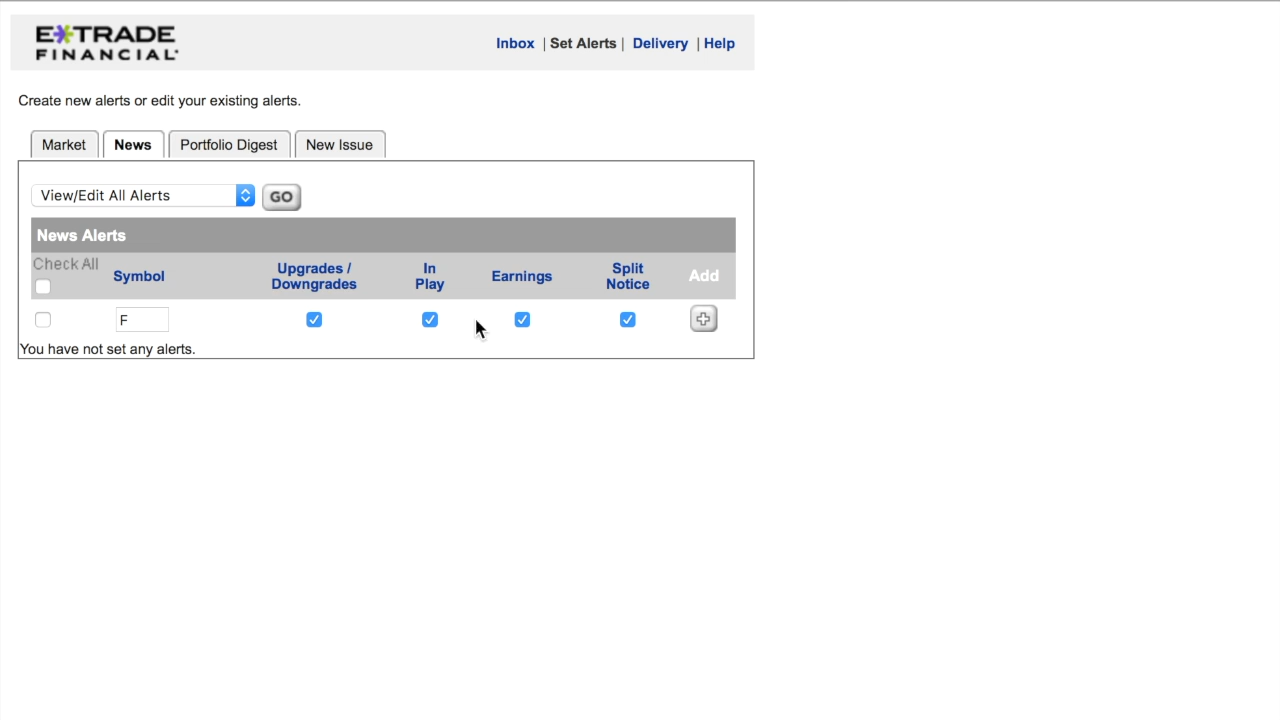 E*TRADE
FINANCIAL
Inbox | Set Alerts | Delivery | Help
Create new alerts or edit your existing alerts.
Market News Portfolio Digest New Issue
View/Edit All Alerts GO
News Alerts
Check All Symbol Upgrades / Downgrades In Play Earnings Split Notice Add
F
You have not set any alerts.